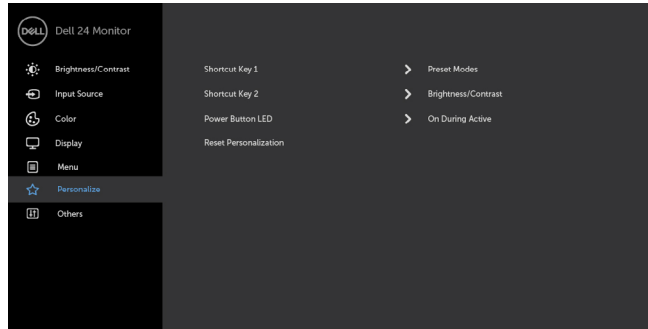 DELL Dell 24 Monitor
Brightness/Contrast
Input Source
Color
Display
Menu
Personalize
Others
Shortcut Key 1 Preset Modes
Shortcut Key 2 Brightness/Contrast
Power Button LED On During Active
Reset Personalization